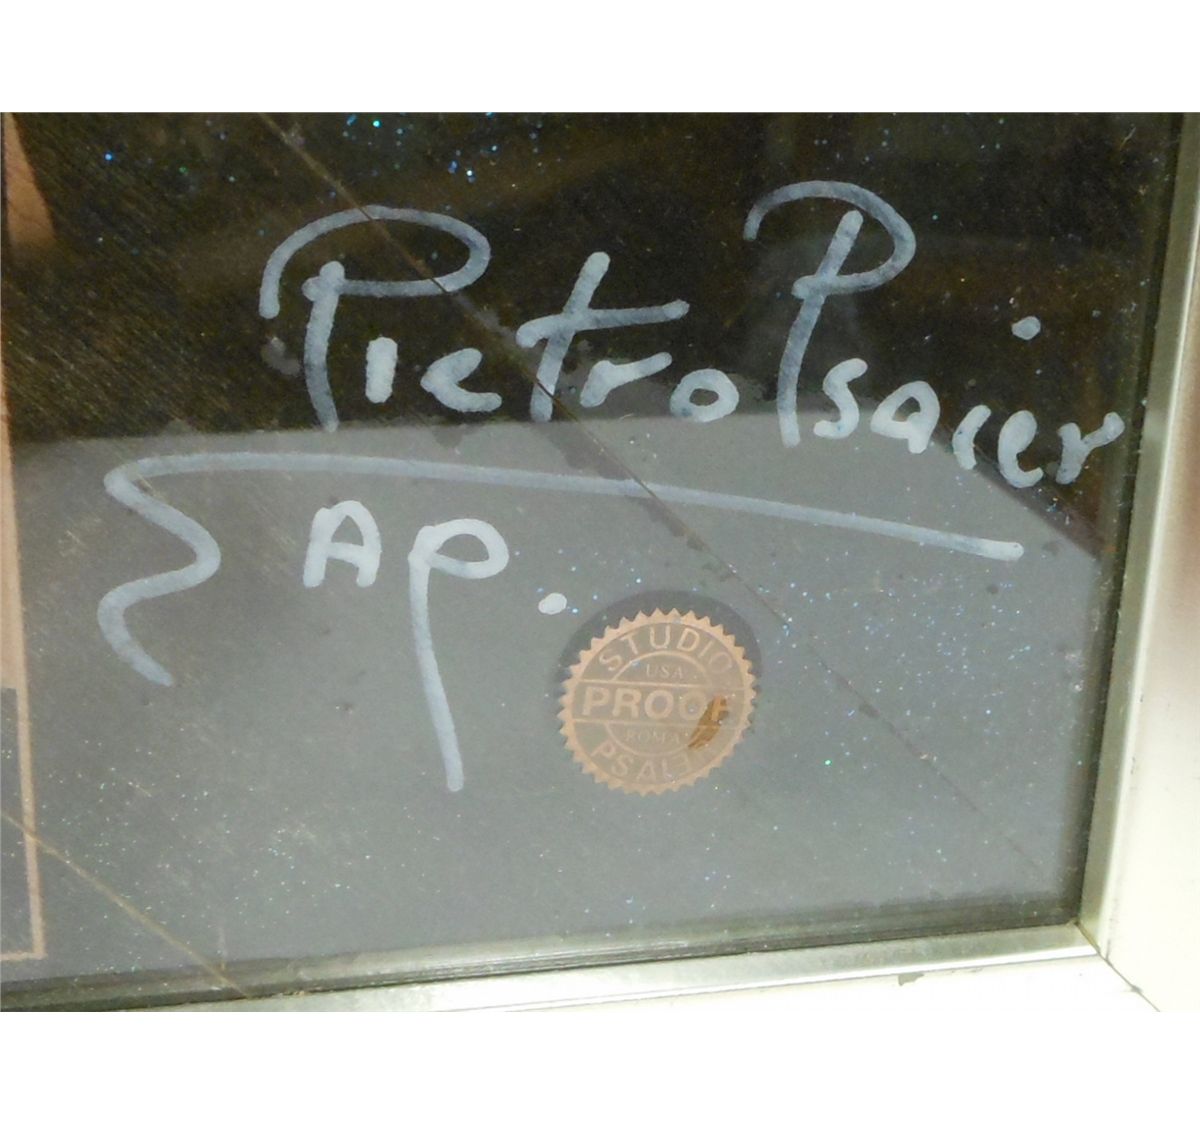 Pietro Psaier
AP.
STUDIO
USA
PROOF
ROMA
PSAIER